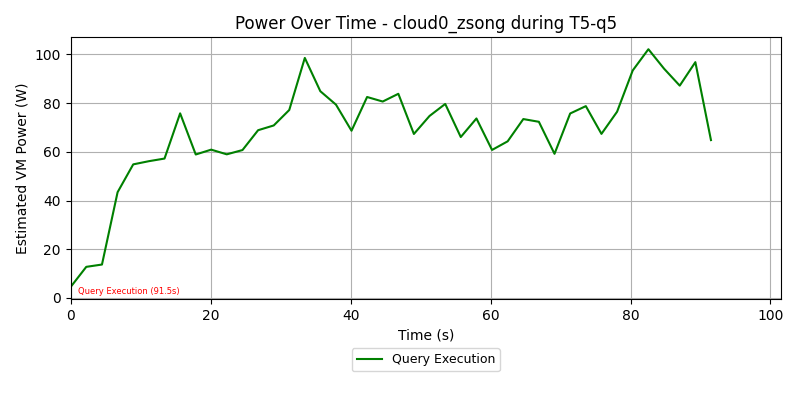 Power Over Time - cloud0_zsong during T5-q5
Estimated VM Power (W)
100
80
60
40
20
0
Query Execution (91.5s)
0 20 40 60 80 100
Time (s)
Query Execution